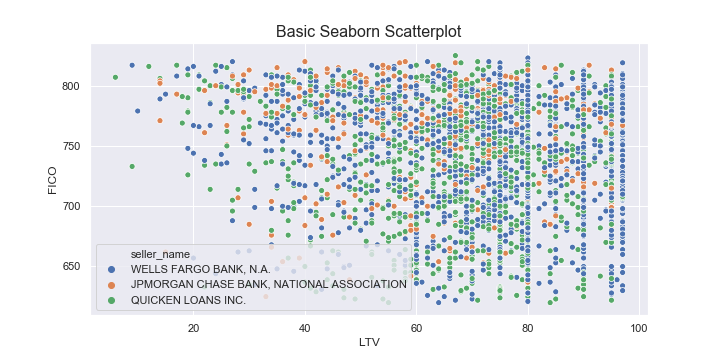 Basic Seaborn Scatterplot
800
750
700
650
FICO
seller_name
WELLS FARGO BANK, N.A.
JPMORGAN CHASE BANK, NATIONAL ASSOCIATION
QUICKEN LOANS INC.
20 40 60 80 100
LTV